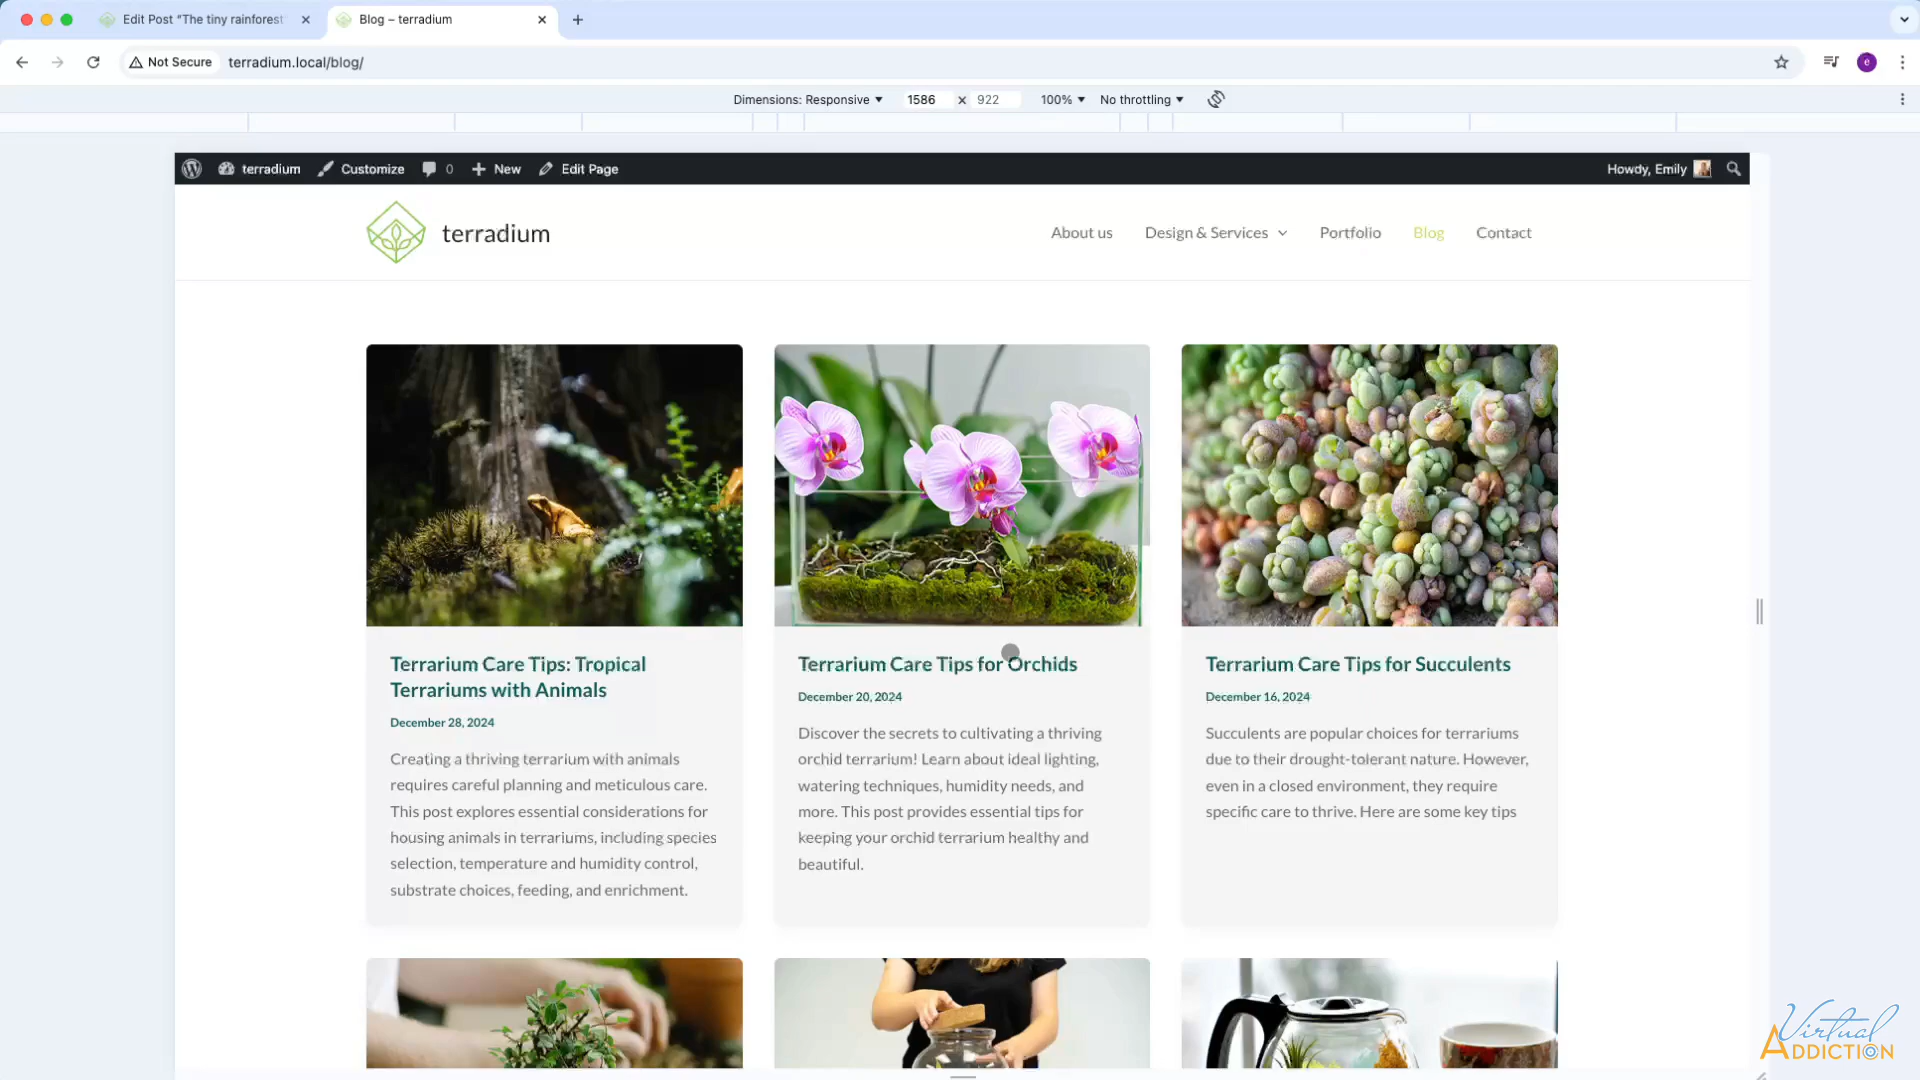 Edit Post “The tiny rainforest
Blog – terradium
Not Secure
terradium.local/blog/
e
Dimensions: Responsive
1586
x
922
100%
No throttling
terradium
Customize
0
New
Edit Page
Howdy, Emily
terradium
About us
Design & Services
Portfolio
Blog
Contact
Terrarium Care Tips: Tropical
Terrariums with Animals
December 28, 2024
Creating a thriving terrarium with animals
requires careful planning and meticulous care.
This post explores essential considerations for
housing animals in terrariums, including species
selection, temperature and humidity control,
substrate choices, feeding, and enrichment.
Terrarium Care Tips for Orchids
December 20, 2024
Discover the secrets to cultivating a thriving
orchid terrarium! Learn about ideal lighting,
watering techniques, humidity needs, and
more. This post provides essential tips for
keeping your orchid terrarium healthy and
beautiful.
Terrarium Care Tips for Succulents
December 16, 2024
Succulents are popular choices for terrariums
due to their drought-tolerant nature. However,
even in a closed environment, they require
specific care to thrive. Here are some key tips
Virtual
ADDICTION